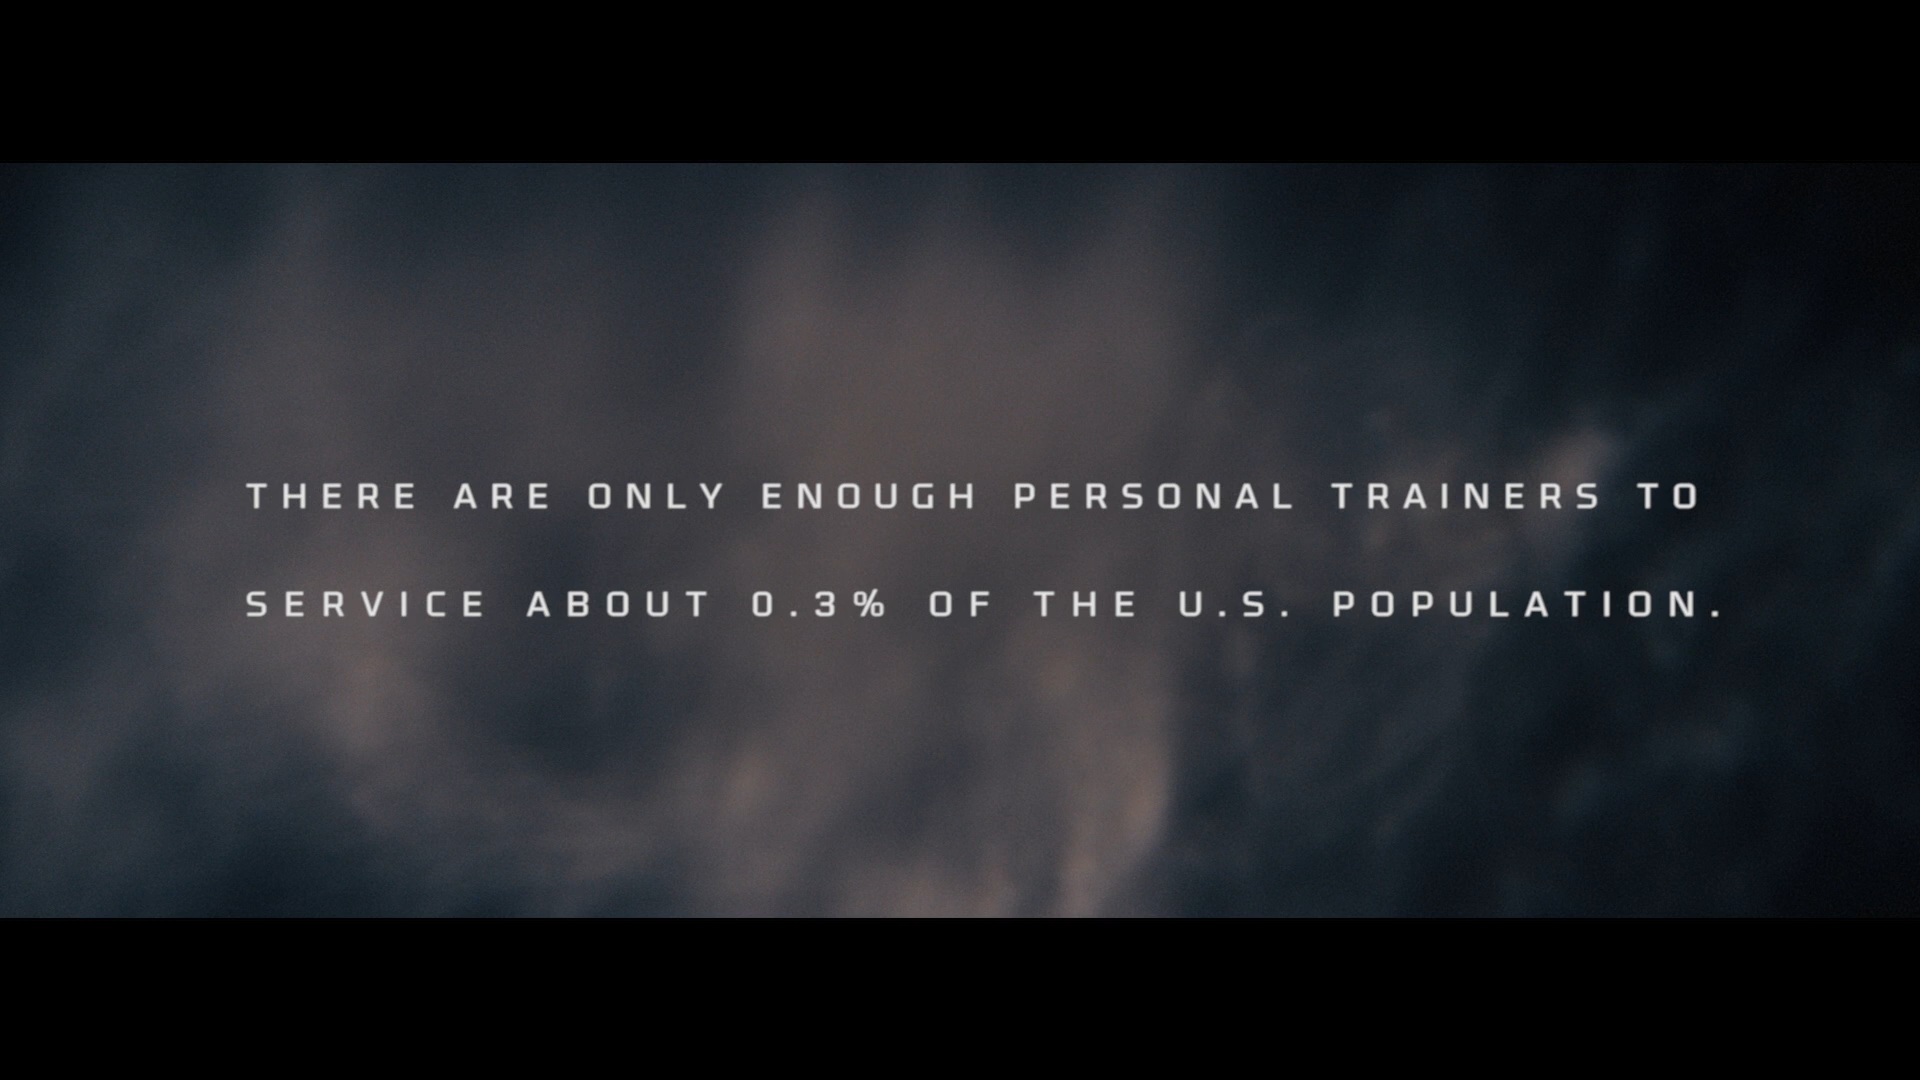 THERE ARE ONLY ENOUGH PERSONAL TRAINERS TO
SERVICE ABOUT 0.3% OF THE U.S. POPULATION.